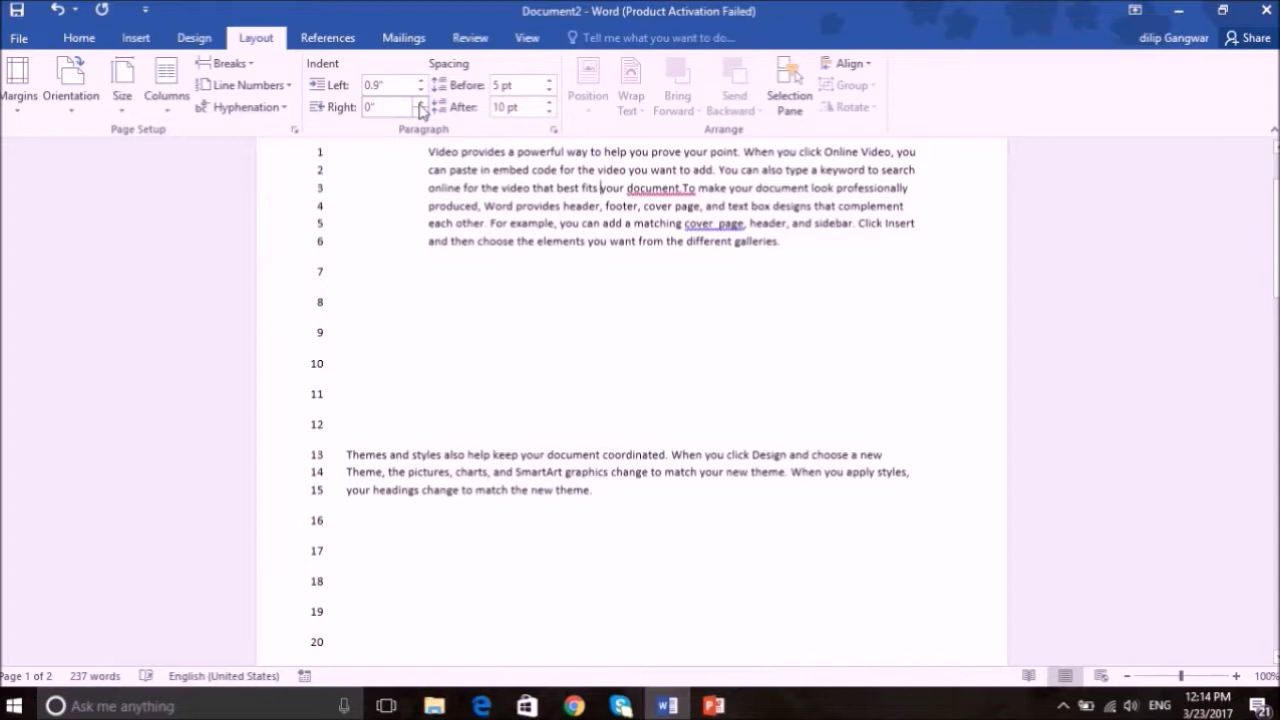 Document2 - Word (Product Activation Failed)
File Home Insert Design Layout References Mailings Review View Tell me what you want to do... dilip Gangwar Share
Margins Orientation Size Columns Breaks Line Numbers Hyphenation
Page Setup
Indent Spacing
Left: 0.9" Before: 5 pt
Right: 0" After: 10 pt
Paragraph
Position Wrap Text Bring Forward Send Backward Selection Pane Align Group Rotate
Arrange
1 Video provides a powerful way to help you prove your point. When you click Online Video, you
2 can paste in embed code for the video you want to add. You can also type a keyword to search
3 online for the video that best fits your document.To make your document look professionally
4 produced, Word provides header, footer, cover page, and text box designs that complement
5 each other. For example, you can add a matching cover page, header, and sidebar. Click Insert
6 and then choose the elements you want from the different galleries.
7
8
9
10
11
12
13 Themes and styles also help keep your document coordinated. When you click Design and choose a new
14 Theme, the pictures, charts, and SmartArt graphics change to match your new theme. When you apply styles,
15 your headings change to match the new theme.
16
17
18
19
20
Page 1 of 2 237 words English (United States) 100%
Ask me anything ENG 12:14 PM
3/23/2017 21